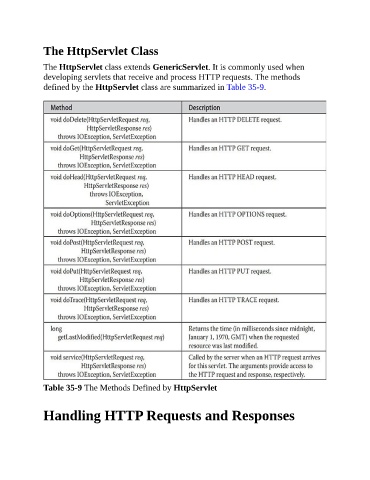 The HttpServlet Class
The HttpServlet class extends GenericServlet. It is commonly used when
developing servlets that receive and process HTTP requests. The methods
defined by the HttpServlet class are summarized in Table 35-9.
Method Description
void doDelete(HttpServletRequest req, Handles an HTTP DELETE request.
HttpServletResponse res)
throws IOException, ServletException
void doGet(HttpServletRequest req, Handles an HTTP GET request.
HttpServletResponse res)
throws IOException, ServletException
void doHead(HttpServletRequest req, Handles an HTTP HEAD request.
HttpServletResponse res)
throws IOException,
ServletException
void doOptions(HttpServletRequest req, Handles an HTTP OPTIONS request.
HttpServletResponse res)
throws IOException, ServletException
void doPost(HttpServletRequest req, Handles an HTTP POST request.
HttpServletResponse res)
throws IOException, ServletException
void doPut(HttpServletRequest req, Handles an HTTP PUT request.
HttpServletResponse res)
throws IOException, ServletException
void doTrace(HttpServletRequest req, Handles an HTTP TRACE request.
HttpServletResponse res)
throws IOException, ServletException
long Returns the time (in milliseconds since midnight,
getLastModified(HttpServletRequest req) January 1, 1970, GMT) when the requested
resource was last modified.
void service(HttpServletRequest req, Called by the server when an HTTP request arrives
HttpServletResponse res) for this servlet. The arguments provide access to
throws IOException, ServletException the HTTP request and response, respectively.
Table 35-9 The Methods Defined by HttpServlet
Handling HTTP Requests and Responses